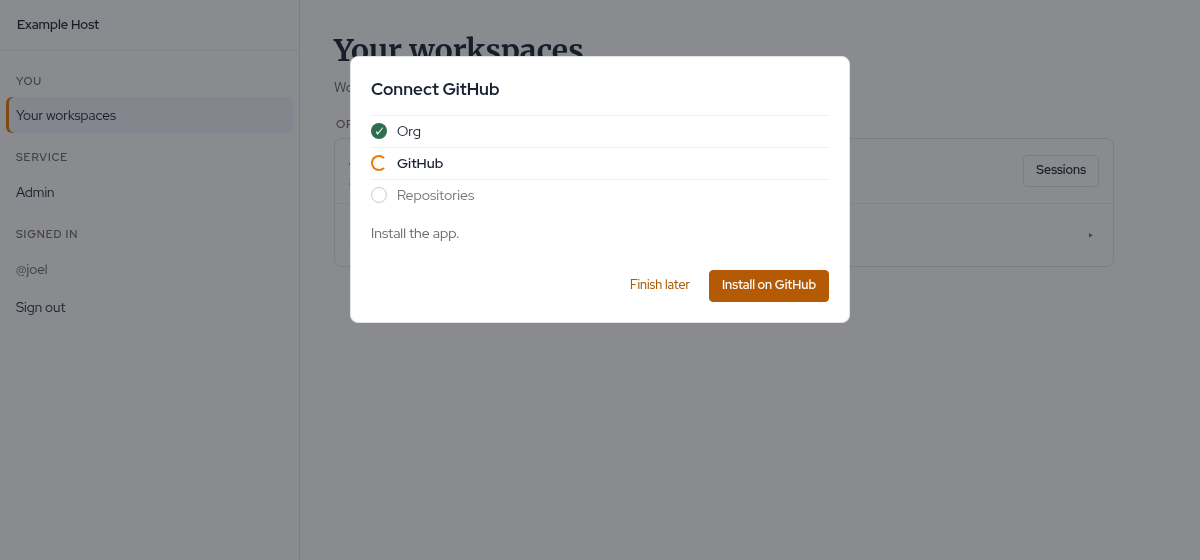 Example Host
YOU
Your workspaces
SERVICE
Admin
SIGNED IN
@joel
Sign out
Your workspaces
Sessions
Connect GitHub
Org
GitHub
Repositories
Install the app.
Finish later
Install on GitHub